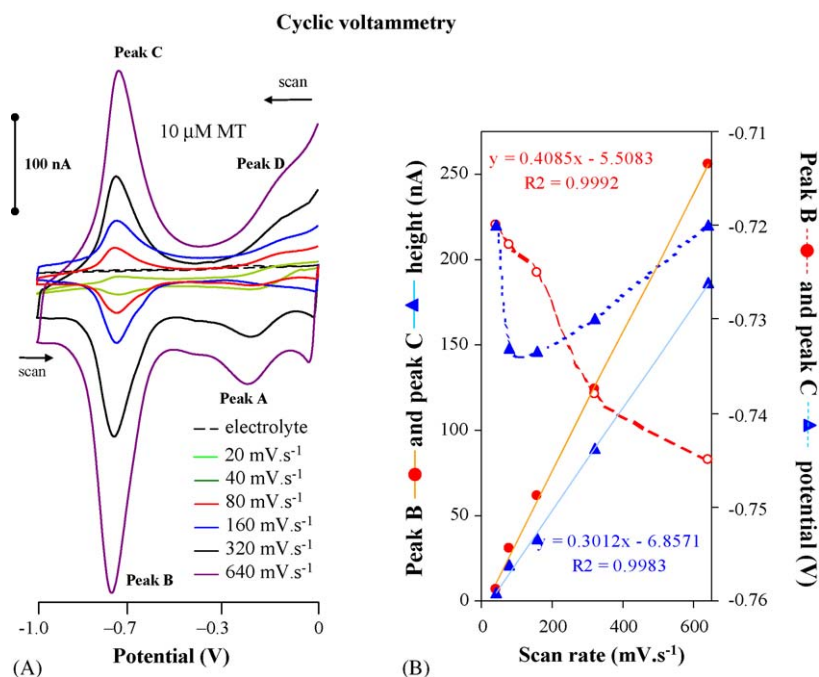 Cyclic voltammetry
Peak C
scan
10 μM MT
Peak D
100 nA
scan
Peak A
electrolyte
20 mV.s⁻¹
40 mV.s⁻¹
80 mV.s⁻¹
160 mV.s⁻¹
320 mV.s⁻¹
640 mV.s⁻¹
Peak B
-1.0 -0.7 -0.3 0
Potential (V)
(A)
Peak B and peak C height (nA)
250
200
150
100
50
0
y = 0.4085x - 5.5083
R2 = 0.9992
y = 0.3012x - 6.8571
R2 = 0.9983
0 200 400 600
Scan rate (mV.s⁻¹)
(B)
-0.71
-0.72
-0.73
-0.74
-0.75
-0.76
Peak B and peak C potential (V)